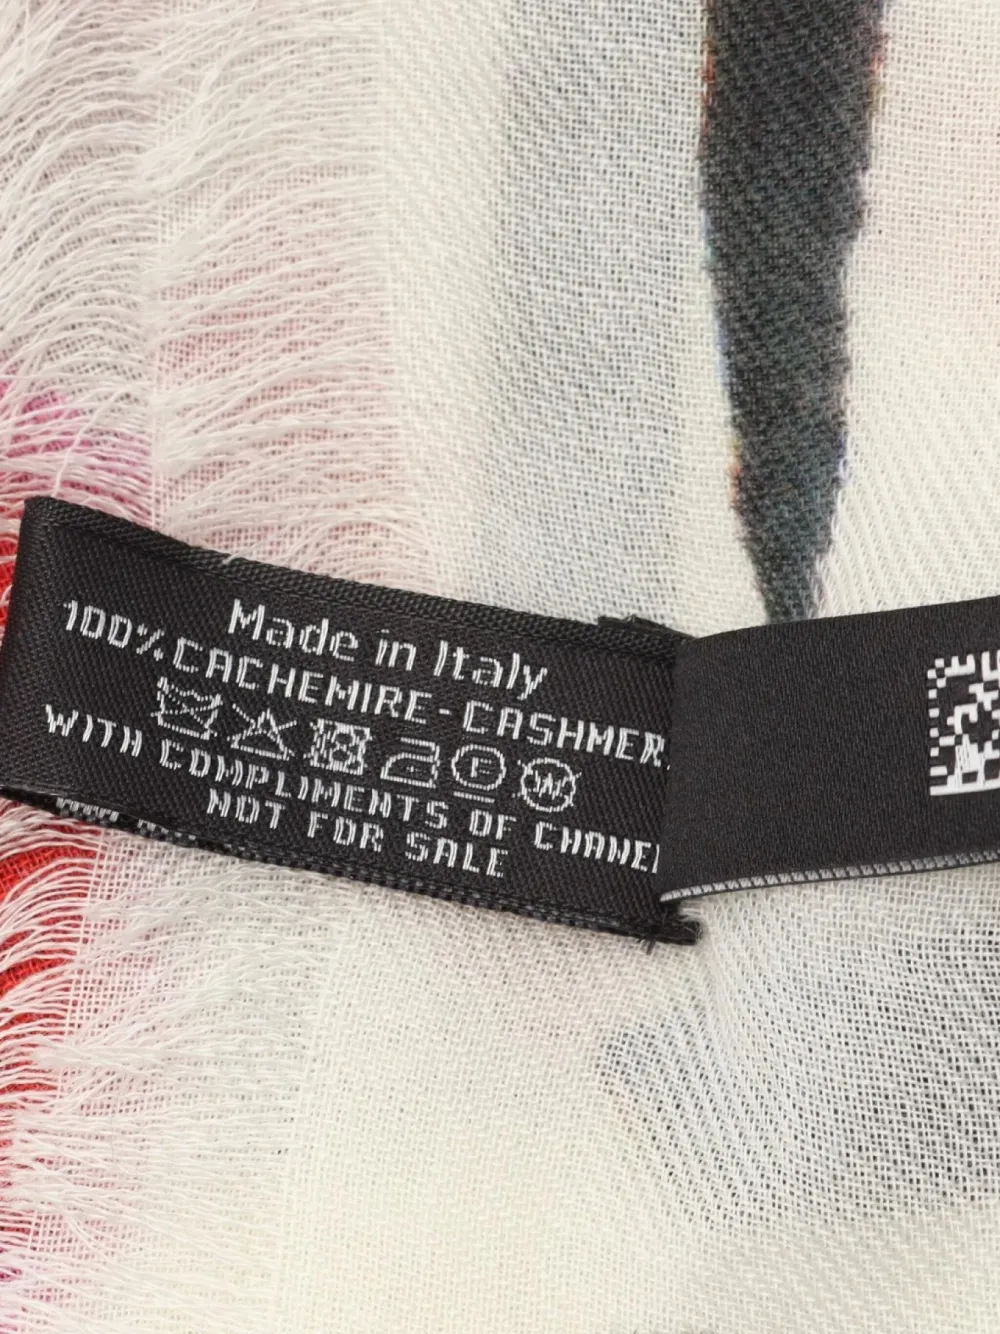 Made in Italy
100% CACHEMIRE - CASHMER
WITH COMPLIMENTS OF CHANEL
NOT FOR SALE